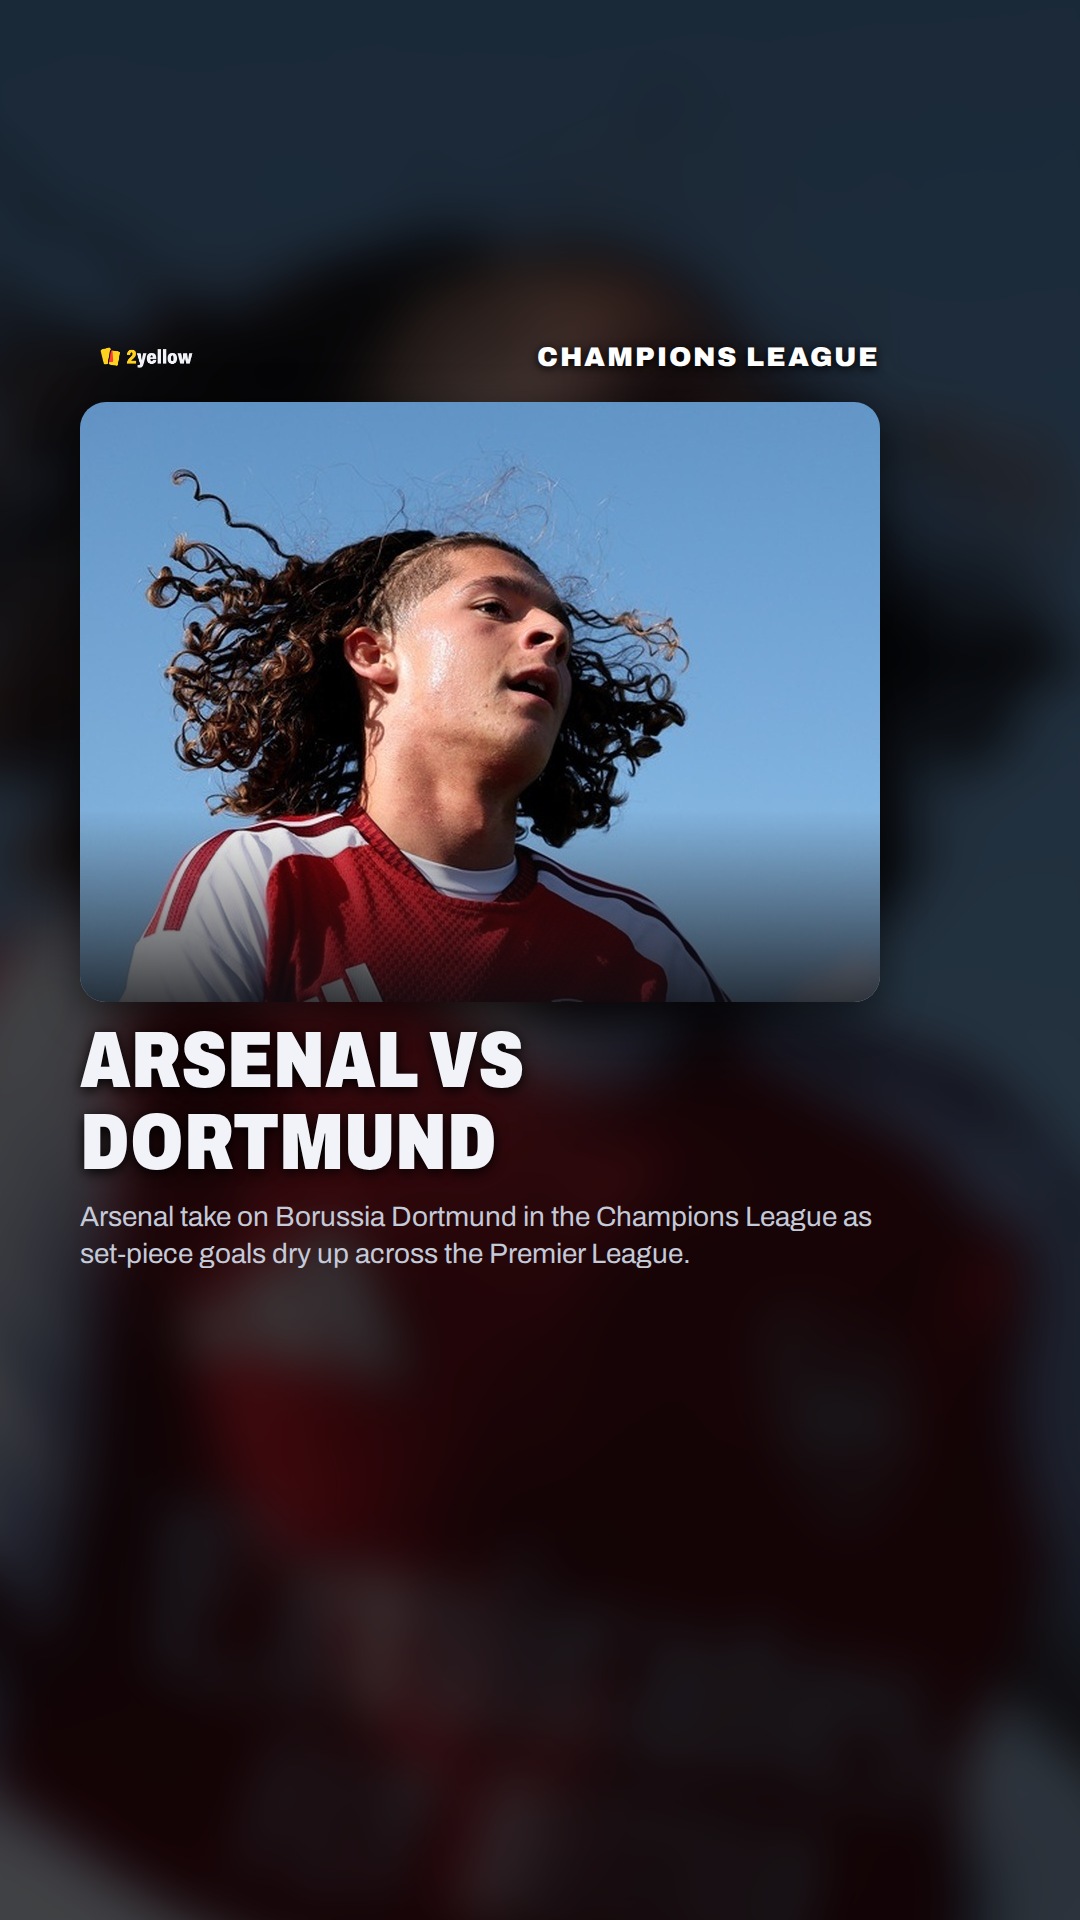 2yellow
CHAMPIONS LEAGUE
ARSENAL VS
DORTMUND
Arsenal take on Borussia Dortmund in the Champions League as
set-piece goals dry up across the Premier League.